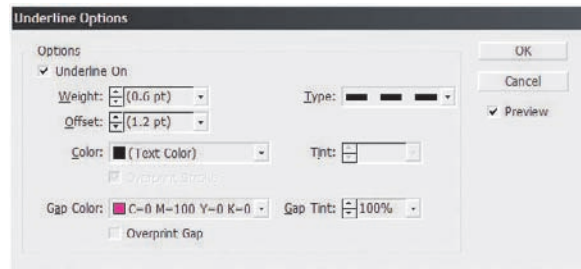 Underline Options
Options
Underline On
Weight: (0.6 pt)
Type:
Offset: (1.2 pt)
Color: (Text Color)
Tint:
Overprint Stroke
Gap Color: C=0 M=100 Y=0 K=0
Gap Tint: 100%
Overprint Gap
OK
Cancel
Preview